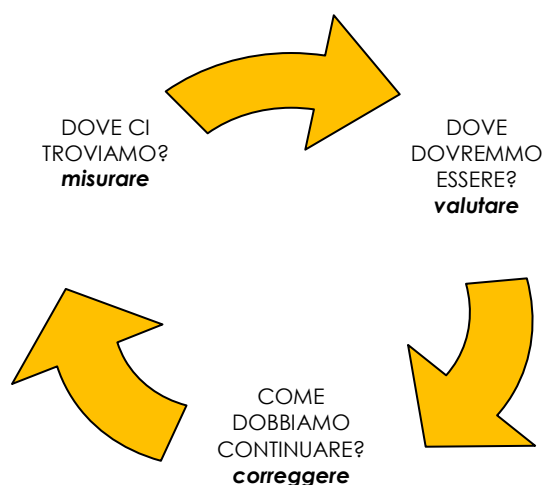 DOVE CI
TROVIAMO?
misurare
DOVE
DOVREMMO
ESSERE?
valutare
COME
DOBBIAMO
CONTINUARE?
correggere